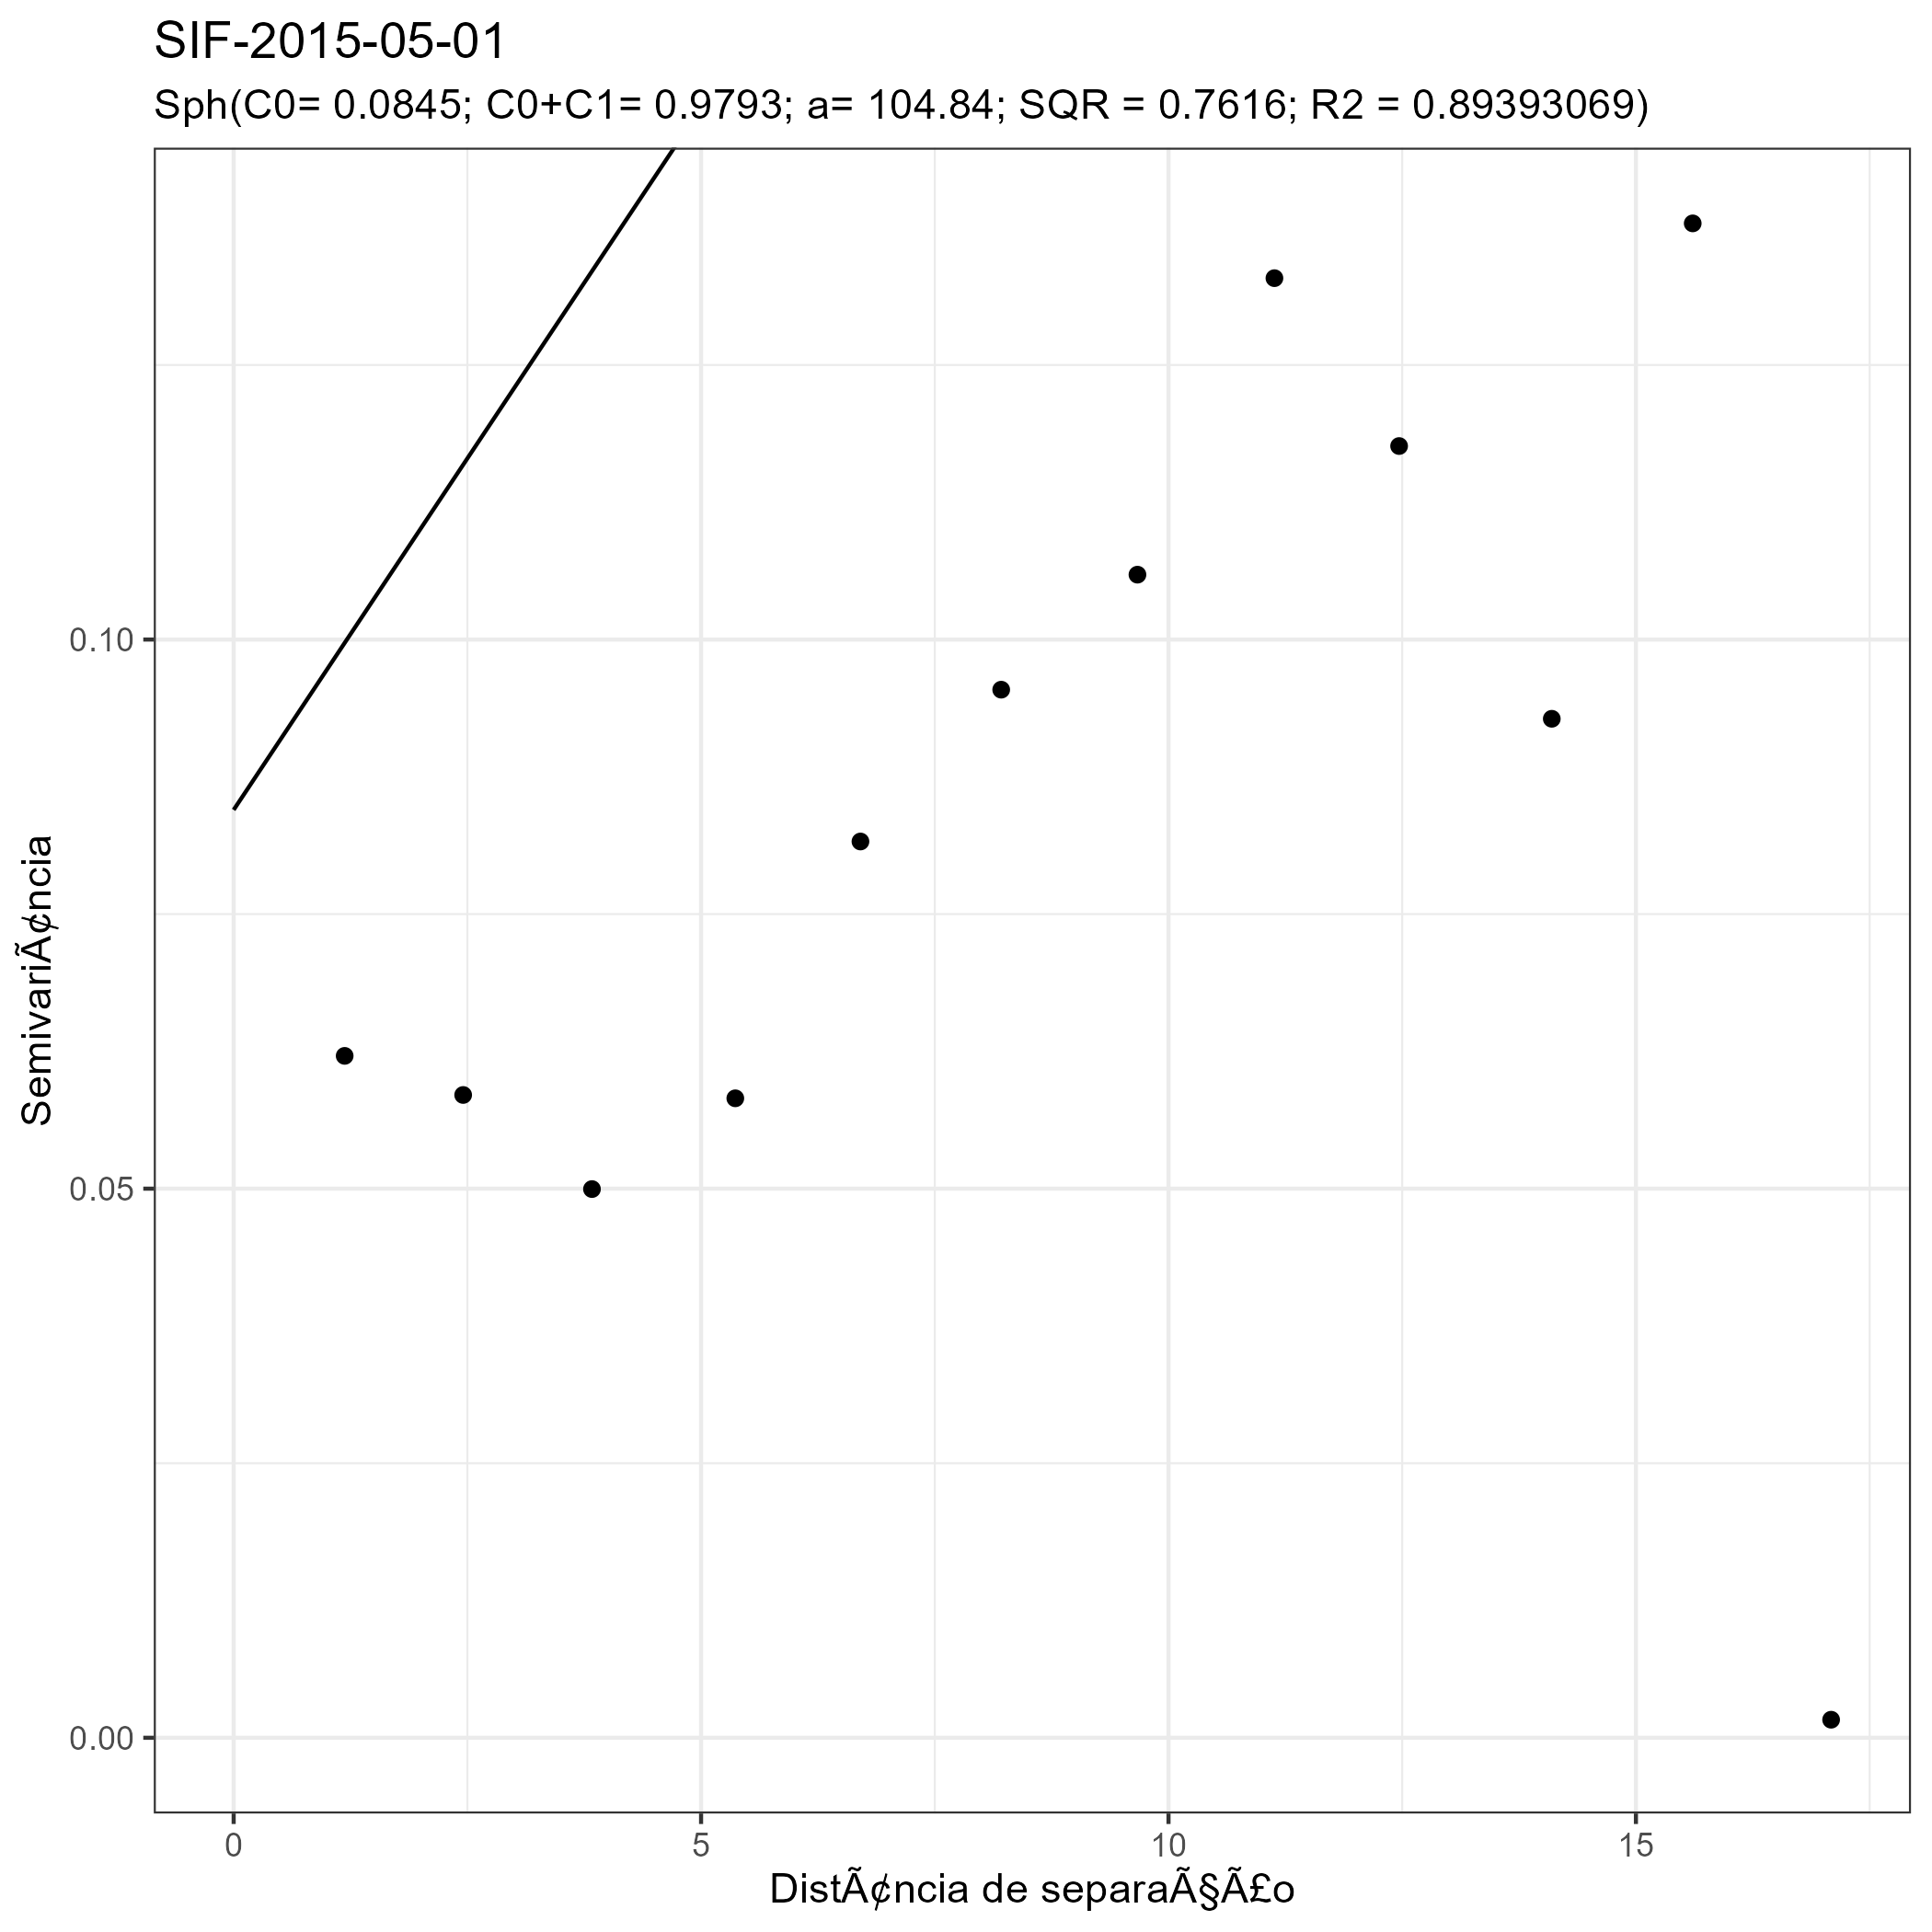 SIF-2015-05-01
Sph(C0= 0.0845; C0+C1= 0.9793; a= 104.84; SQR = 0.7616; R2 = 0.89393069)
SemivariÃ¢ncia
0.10
0.05
0.00
0 5 10 15
DistÃ¢ncia de separaÃ§Ã£o